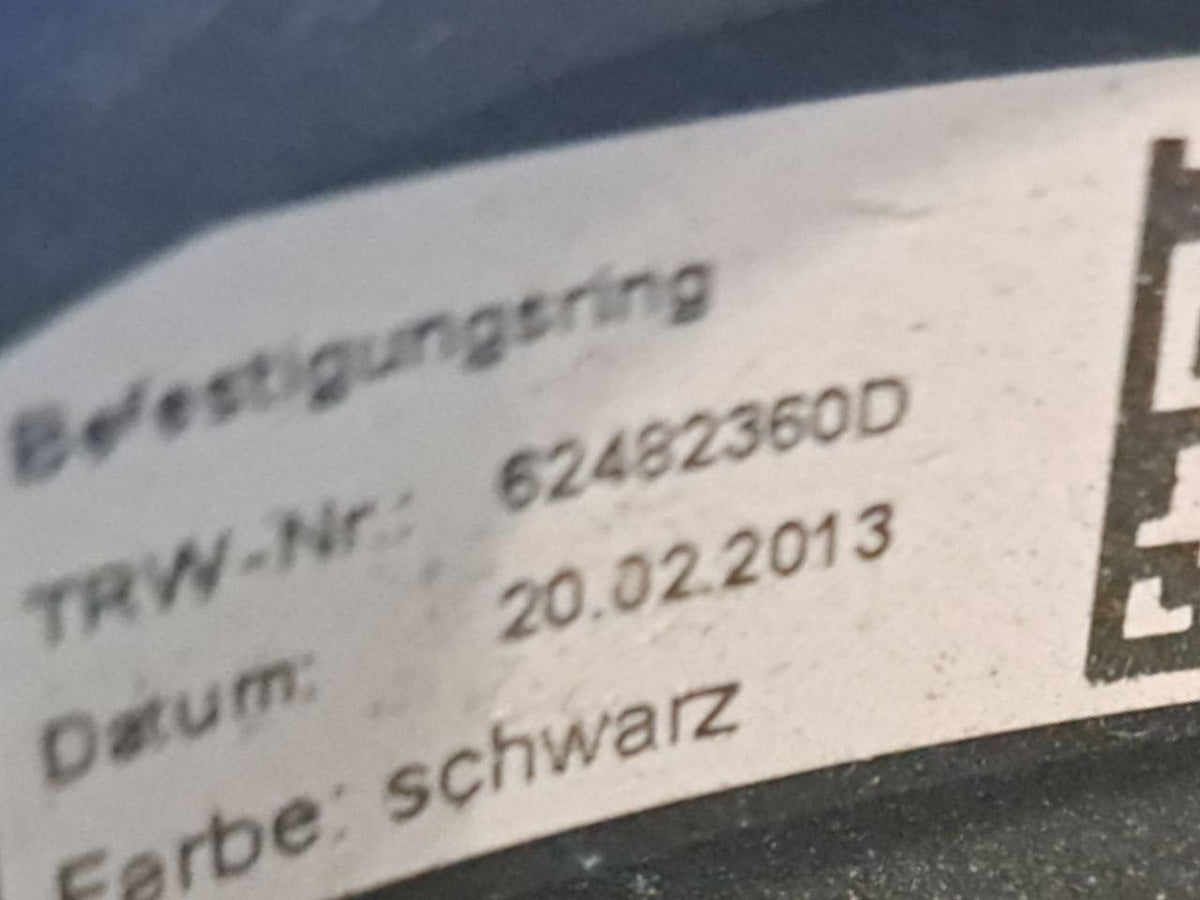 Befestigungsring
TRW-Nr.: 62482360D
Datum: 20.02.2013
Farbe: schwarz